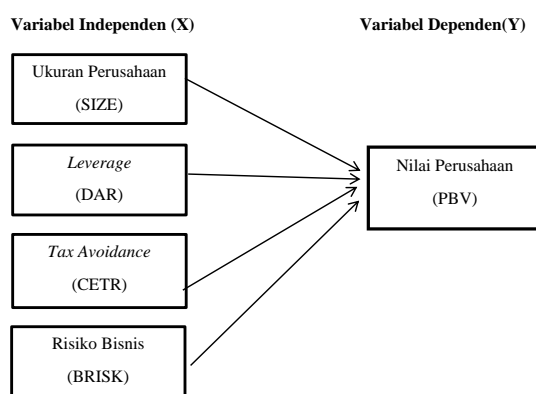 Variabel Independen (X)
Variabel Dependen(Y)
Ukuran Perusahaan
(SIZE)
Leverage
(DAR)
Nilai Perusahaan
(PBV)
Tax Avoidance
(CETR)
Risiko Bisnis
(BRISK)